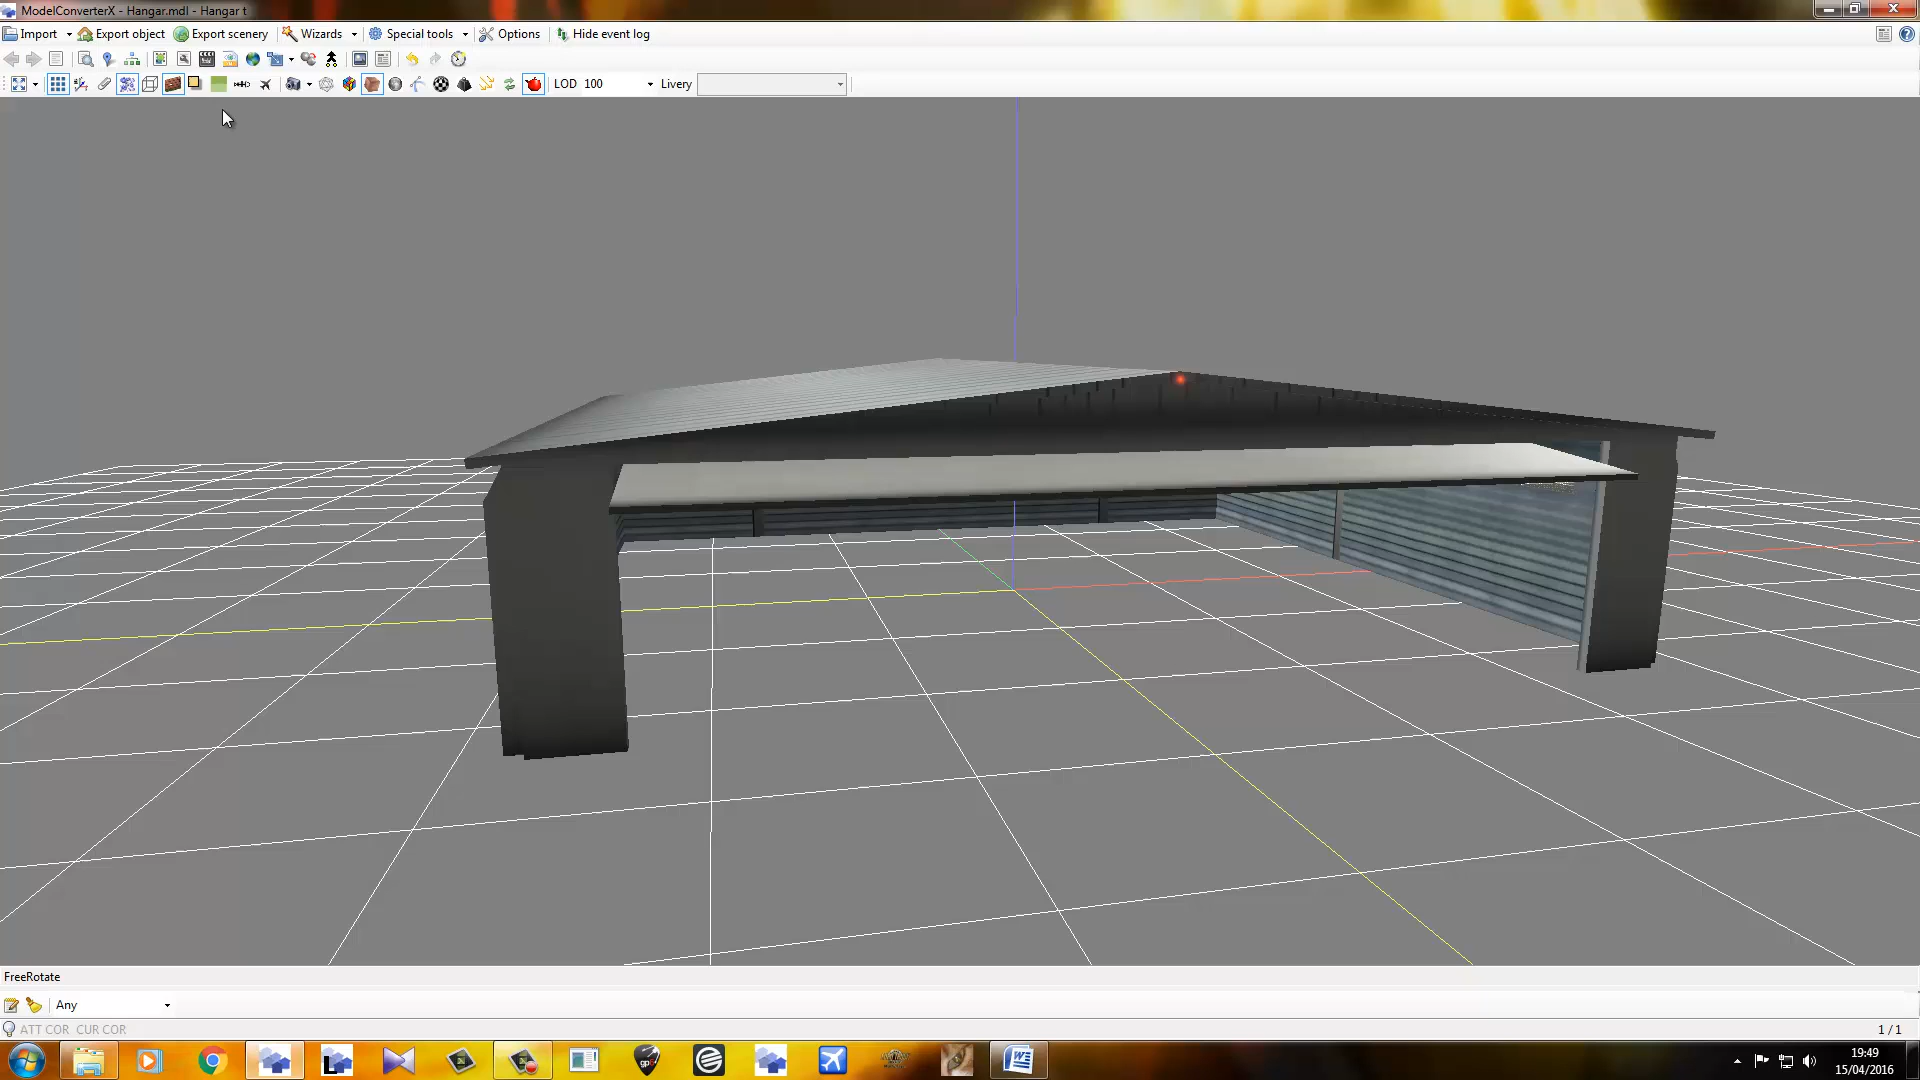 ModelConverterX - Hangar.mdl - Hangar t
Import Export object Export scenery Wizards Special tools Options Hide event log
LOD 100 Livery
FreeRotate
Any
ATT COR CUR COR 1 / 1
19:49
15/04/2016